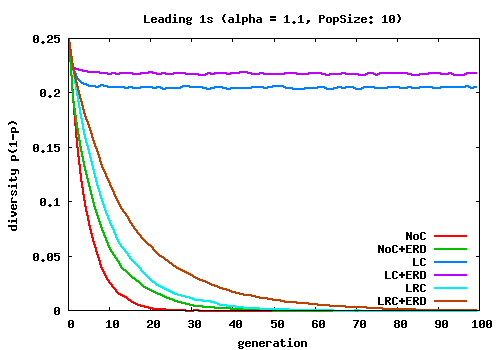 Leading 1s (alpha = 1.1, PopSize: 10)
0.25
0.2
0.15
0.1
0.05
0
diversity p(1-p)
NoC
NoC+ERD
LC
LC+ERD
LRC
LRC+ERD
0 10 20 30 40 50 60 70 80 90 100
generation